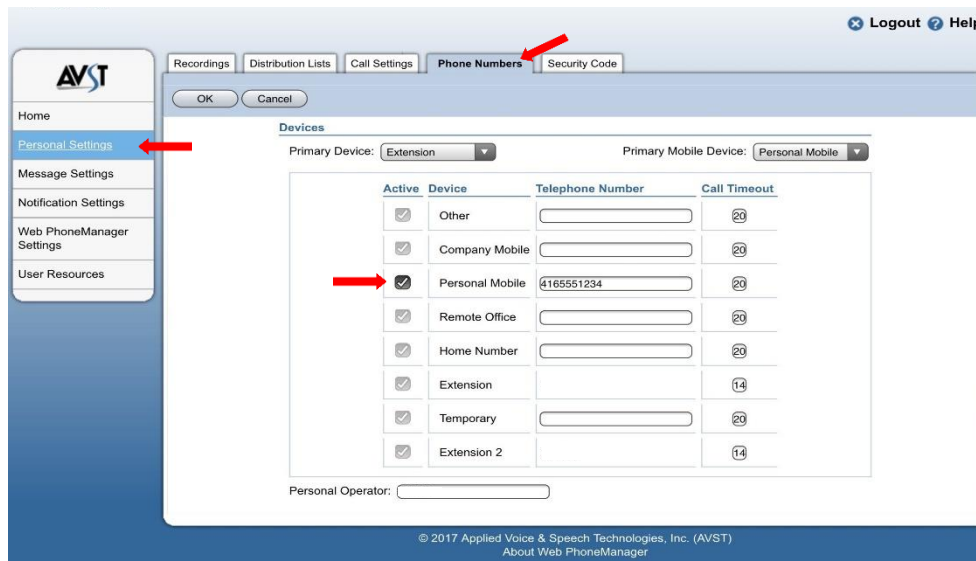 Logout Help
AVST
Recordings Distribution Lists Call Settings Phone Numbers Security Code
OK Cancel
Home
Personal Settings
Message Settings
Notification Settings
Web PhoneManager
Settings
User Resources
Devices
Primary Device: Extension Primary Mobile Device: Personal Mobile
Active Device Telephone Number Call Timeout
Other 20
Company Mobile 20
Personal Mobile 4165551234 20
Remote Office 20
Home Number 20
Extension 14
Temporary 20
Extension 2 14
Personal Operator:
© 2017 Applied Voice & Speech Technologies, Inc. (AVST)
About Web PhoneManager